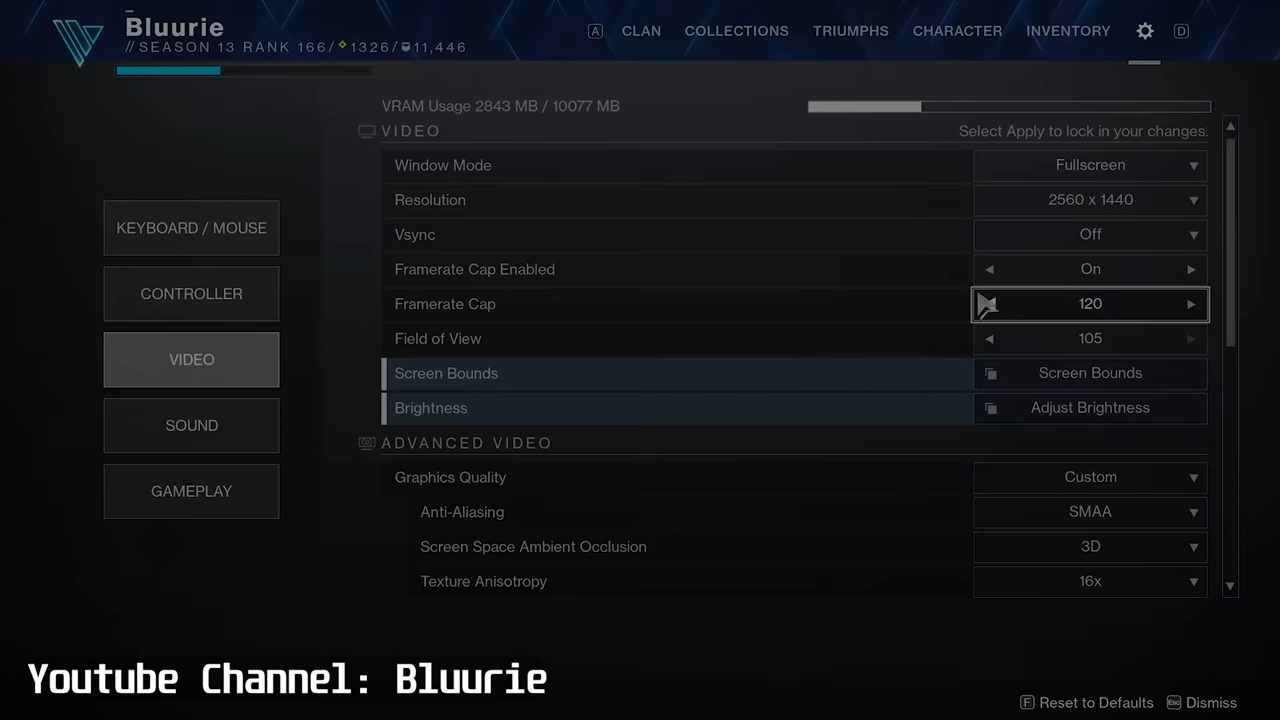 Bluurie
// SEASON 13 RANK 166/ 1326/ 11,446
A CLAN COLLECTIONS TRIUMPHS CHARACTER INVENTORY D
VRAM Usage 2843 MB / 10077 MB
VIDEO Select Apply to lock in your changes.
Window Mode Fullscreen
Resolution 2560 x 1440
Vsync Off
Framerate Cap Enabled On
Framerate Cap 120
Field of View 105
Screen Bounds Screen Bounds
Brightness Adjust Brightness
ADVANCED VIDEO
Graphics Quality Custom
Anti-Aliasing SMAA
Screen Space Ambient Occlusion 3D
Texture Anisotropy 16x
KEYBOARD / MOUSE
CONTROLLER
VIDEO
SOUND
GAMEPLAY
Youtube Channel: Bluurie
F Reset to Defaults Esc Dismiss